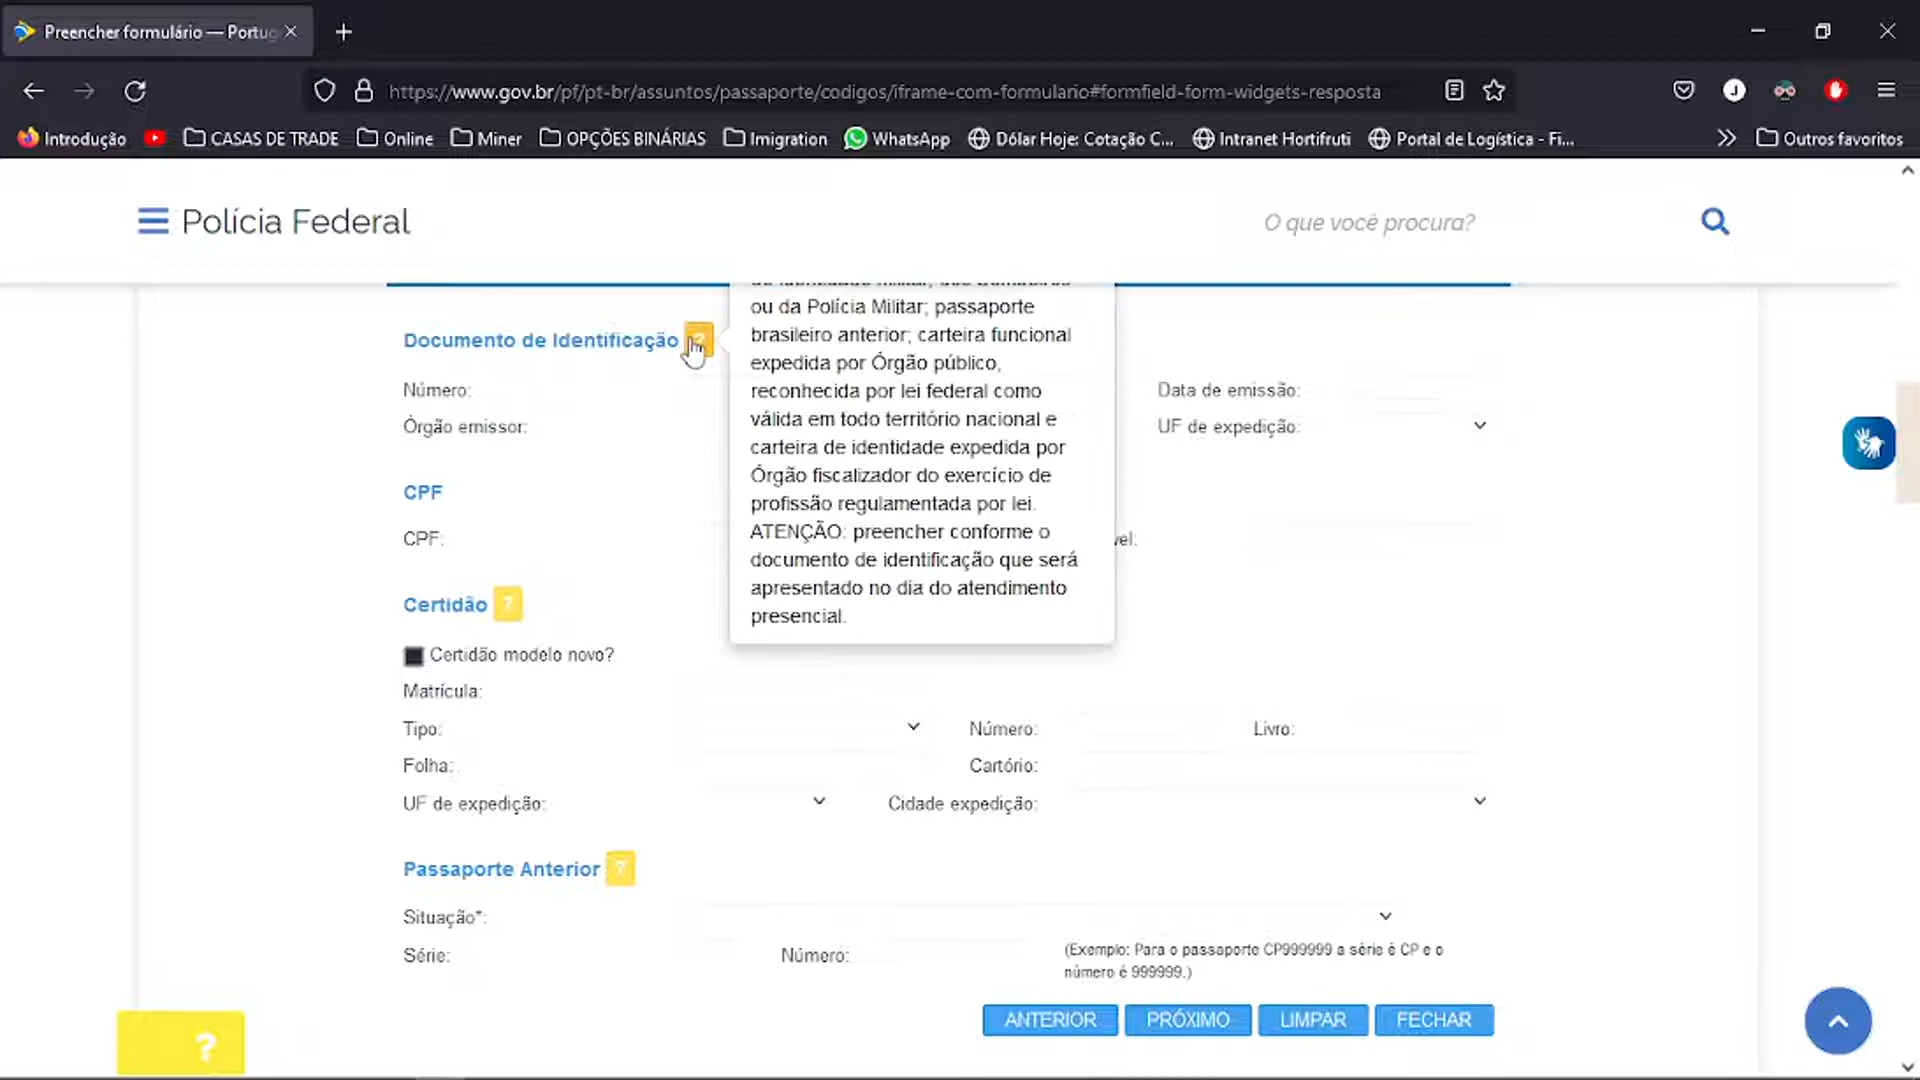 Preencher formulário — Portug
https://www.gov.br/pf/pt-br/assuntos/passaporte/codigos/iframe-com-formulario#formfield-form-widgets-resposta
J
Introdução
CASAS DE TRADE
Online
Miner
OPÇÕES BINÁRIAS
Imigration
WhatsApp
Dólar Hoje: Cotação C...
Intranet Hortifruti
Portal de Logística - Fi...
Outros favoritos
Polícia Federal
O que você procura?
ou da Polícia Militar; passaporte
brasileiro anterior; carteira funcional
expedida por Órgão público,
reconhecida por lei federal como
válida em todo território nacional e
carteira de identidade expedida por
Órgão fiscalizador do exercício de
profissão regulamentada por lei.
ATENÇÃO: preencher conforme o
documento de identificação que será
apresentado no dia do atendimento
presencial.
Documento de Identificação
Número:
Data de emissão:
Órgão emissor:
UF de expedição:
CPF
CPF:
Certidão ?
Certidão modelo novo?
Matrícula:
Tipo:
Número:
Livro:
Folha:
Cartório:
UF de expedição:
Cidade expedição:
Passaporte Anterior ?
Situação*:
Série:
Número:
(Exemplo: Para o passaporte CP999999 a série é CP e o
número é 999999.)
ANTERIOR
PRÓXIMO
LIMPAR
FECHAR
?